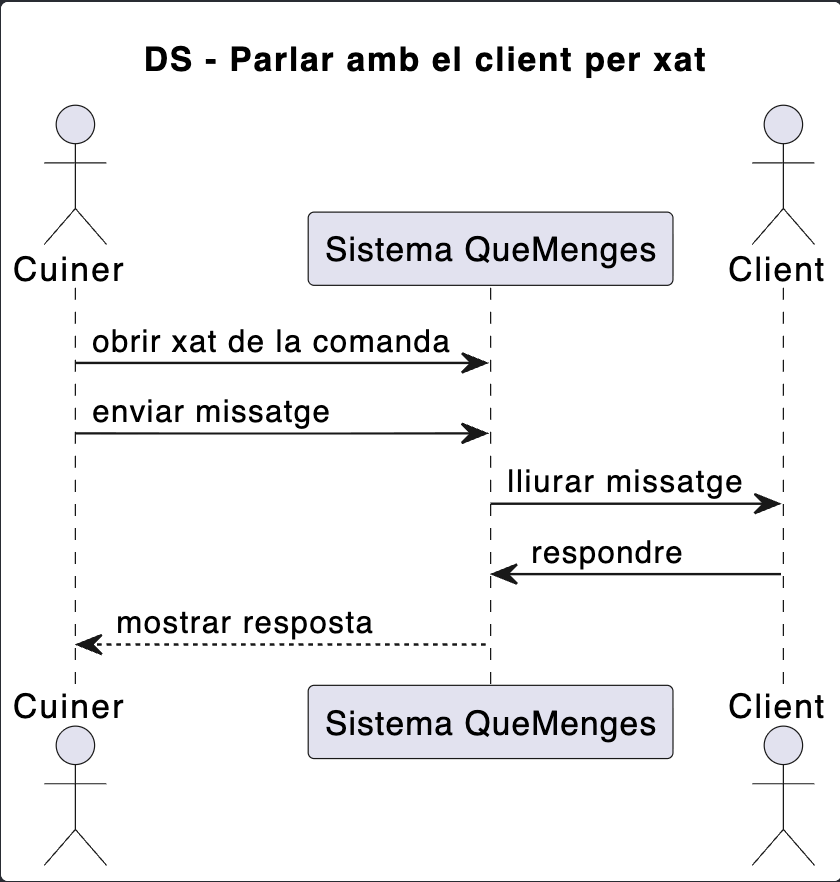 DS - Parlar amb el client per xat
Cuiner
Sistema QueMenges
Client
obrir xat de la comanda
enviar missatge
lliurar missatge
respondre
mostrar resposta
Cuiner
Sistema QueMenges
Client